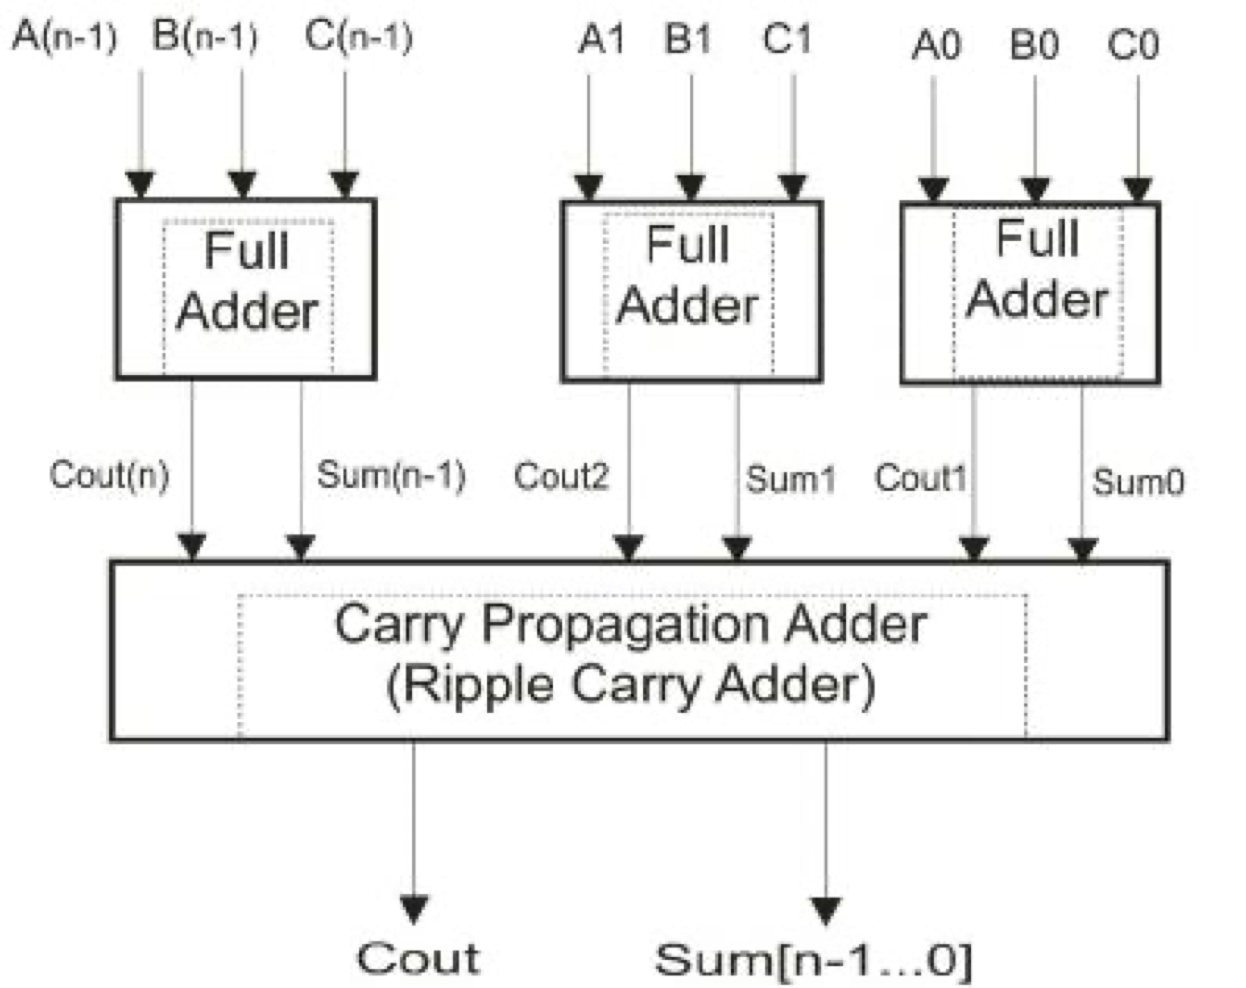 A(n-1) B(n-1) C(n-1) A1 B1 C1 A0 B0 C0
Full
Adder
Full
Adder
Full
Adder
Cout(n) Sum(n-1) Cout2 Sum1 Cout1 Sum0
Carry Propagation Adder
(Ripple Carry Adder)
Cout Sum[n-1...0]